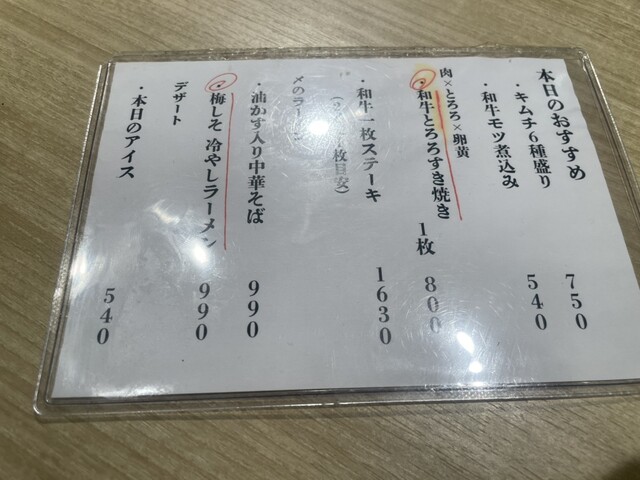 本日のおすすめ
・キムチ6種盛り 750
・和牛モツ煮込み 540
肉×とろろ×卵黄
・和牛とろろすき焼き 1枚 800
・和牛一枚ステーキ 1630
枚目安)
〆のラーメン
・油かす入り中華そば 990
・梅しそ 冷やしラーメン 990
デザート
・本日のアイス 540